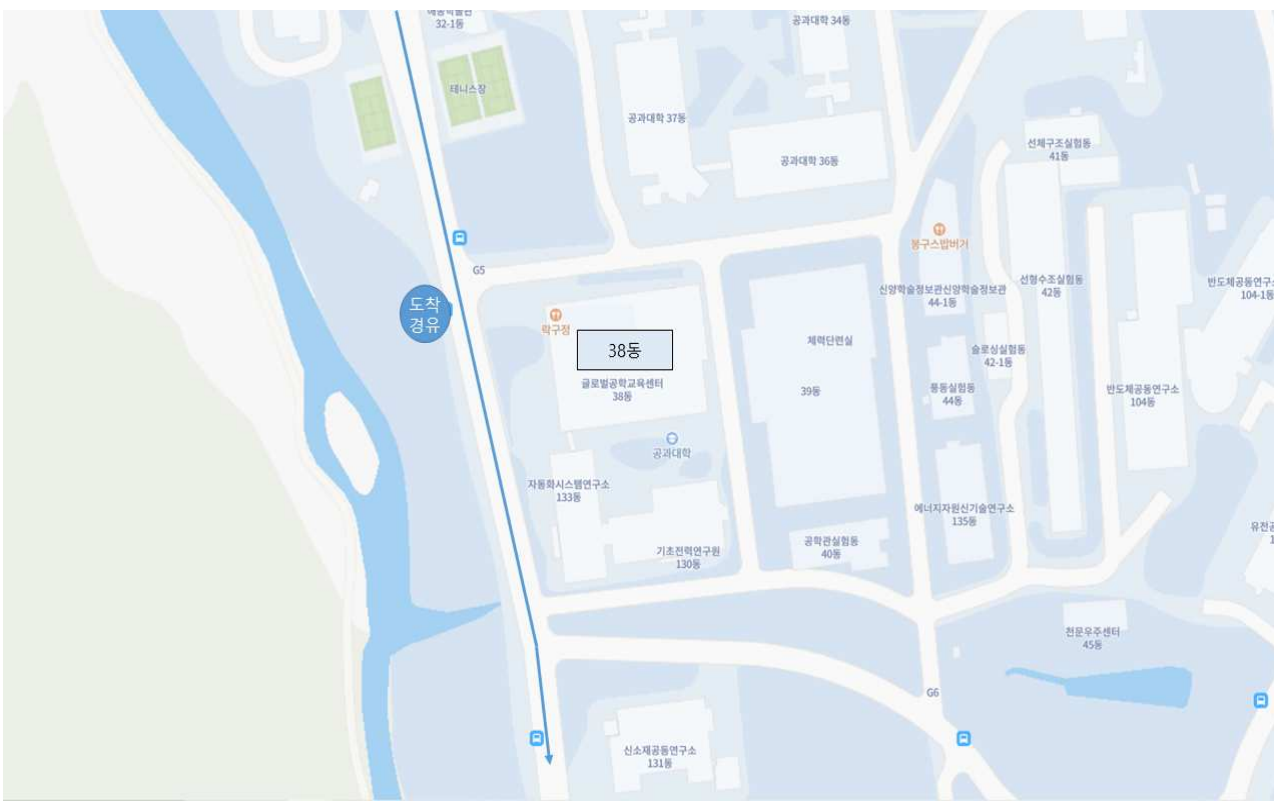 32-1동
공과대학 34동
테니스장
공과대학 37동
공과대학 36동
선체구조실험동
41동
봉구스밥버거
G5
도착
경유
락구정
38동
글로벌공학교육센터
38동
신양학술정보관신양학술정보관
44-1동
선형수조실험동
42동
반도체공동연구소
104-1동
체력단련실
39동
슬로싱실험동
42-1동
풍동실험동
44동
반도체공동연구소
104동
공과대학
자동화시스템연구소
133동
기초전력연구원
130동
공학관실험동
40동
에너지자원신기술연구소
135동
유전공
1
천문우주센터
45동
G6
신소재공동연구소
131동